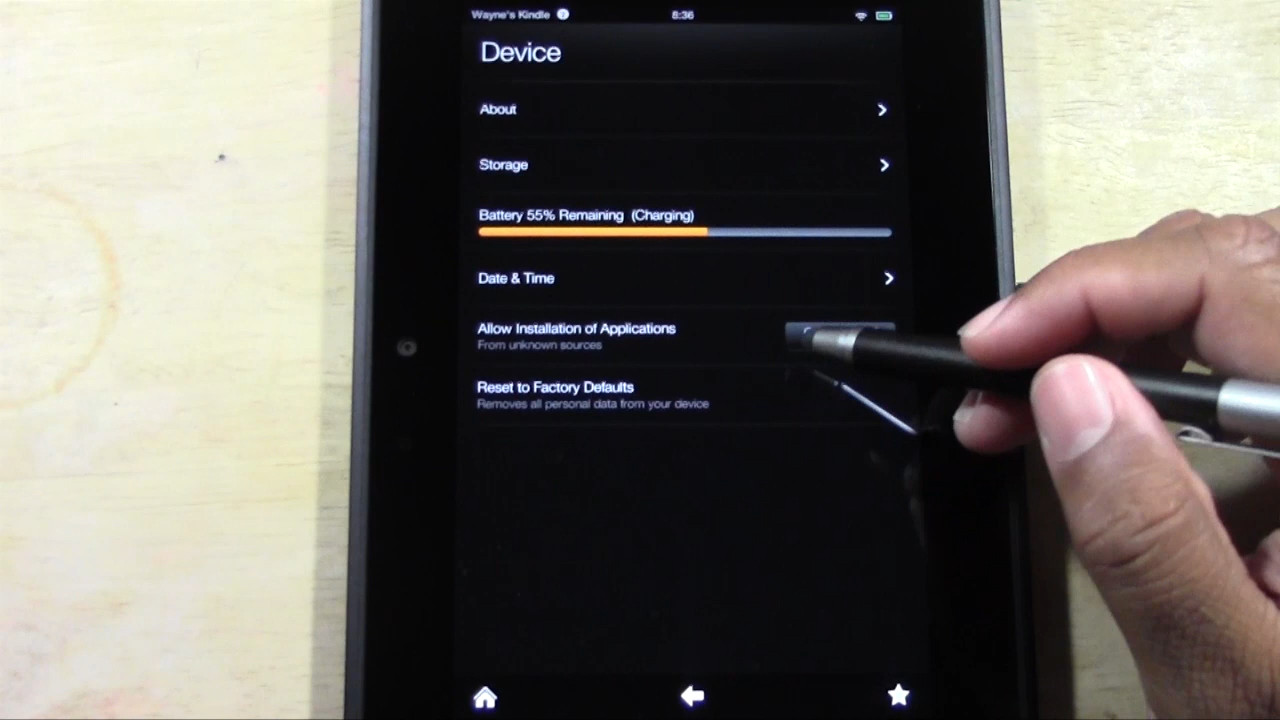 Wayne's Kindle
8:36
Device
About
Storage
Battery 55% Remaining (Charging)
Date & Time
Allow Installation of Applications
From unknown sources
Reset to Factory Defaults
Removes all personal data from your device